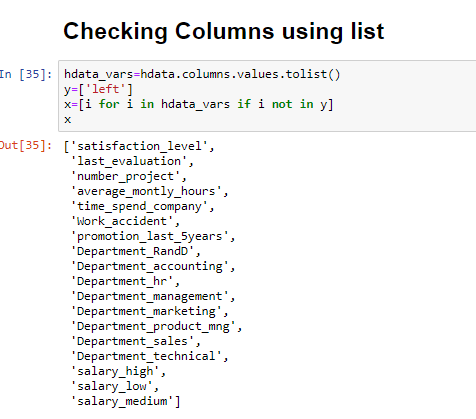 Checking Columns using list
In [35]: hdata_vars=hdata.columns.values.tolist()
y=['left']
x=[i for i in hdata_vars if i not in y]
x
Out[35]: ['satisfaction_level',
'last_evaluation',
'number_project',
'average_montly_hours',
'time_spend_company',
'Work_accident',
'promotion_last_5years',
'Department_RandD',
'Department_accounting',
'Department_hr',
'Department_management',
'Department_marketing',
'Department_product_mng',
'Department_sales',
'Department_technical',
'salary_high',
'salary_low',
'salary_medium']